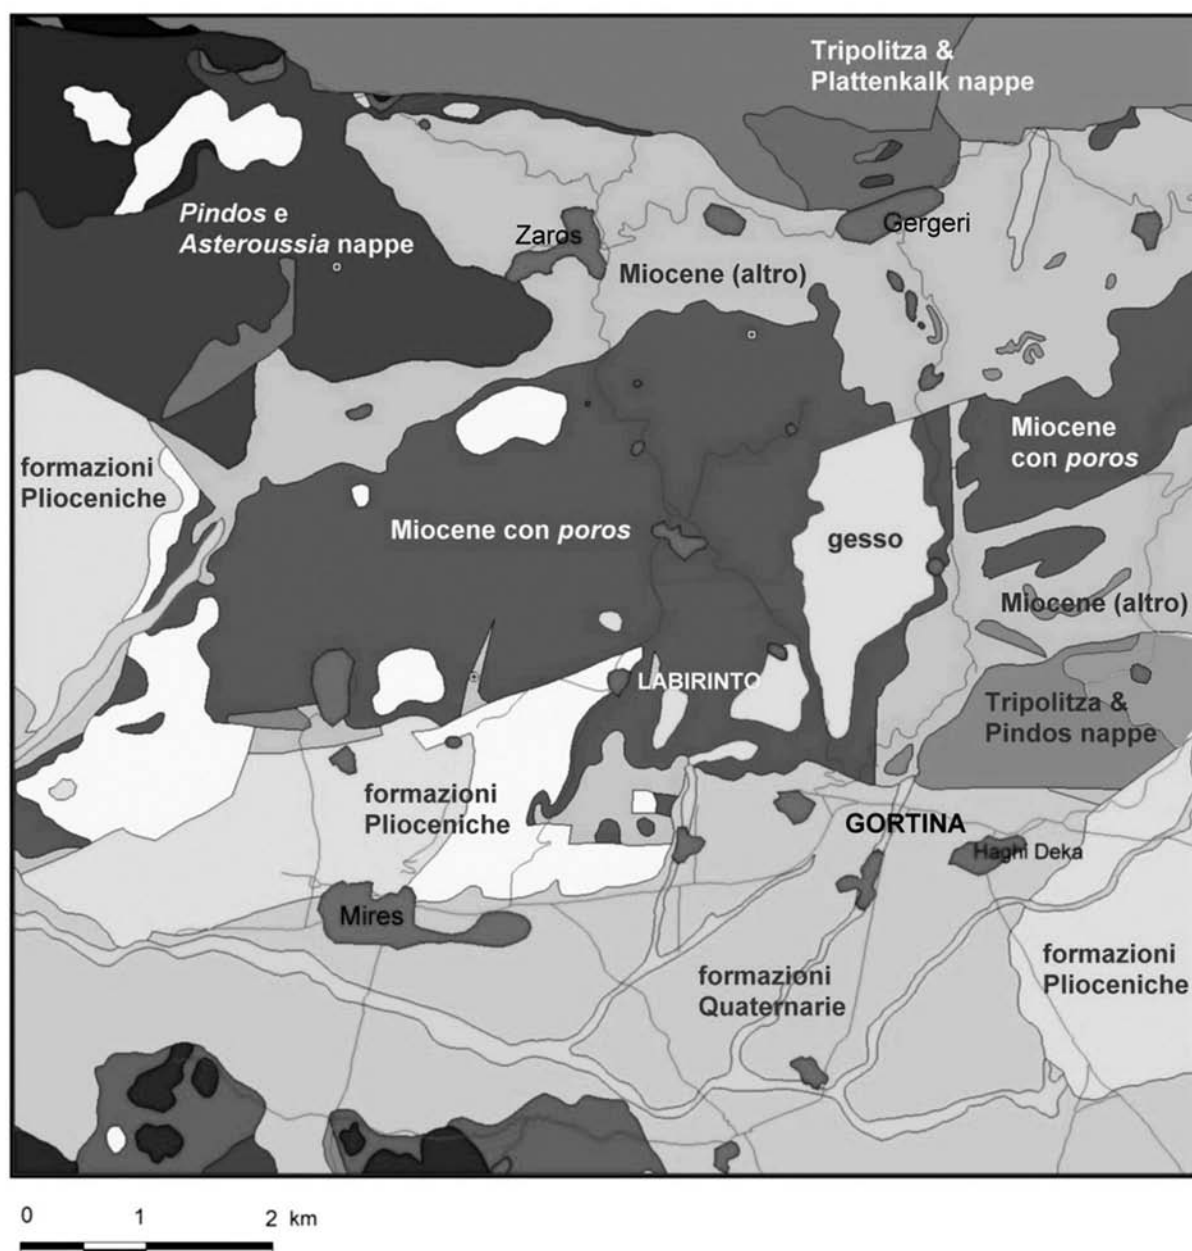 Tripolitza &
Plattenkalk nappe
Pindos e
Asteroussia nappe
Zaros
Gergeri
Miocene (altro)
Miocene
con poros
formazioni
Plioceniche
Miocene con poros
gesso
Miocene (altro)
LABIRINTO
Tripolitza &
Pindos nappe
formazioni
Plioceniche
GORTINA
Haghi Deka
Mires
formazioni
Quaternarie
formazioni
Plioceniche
0 1 2 km